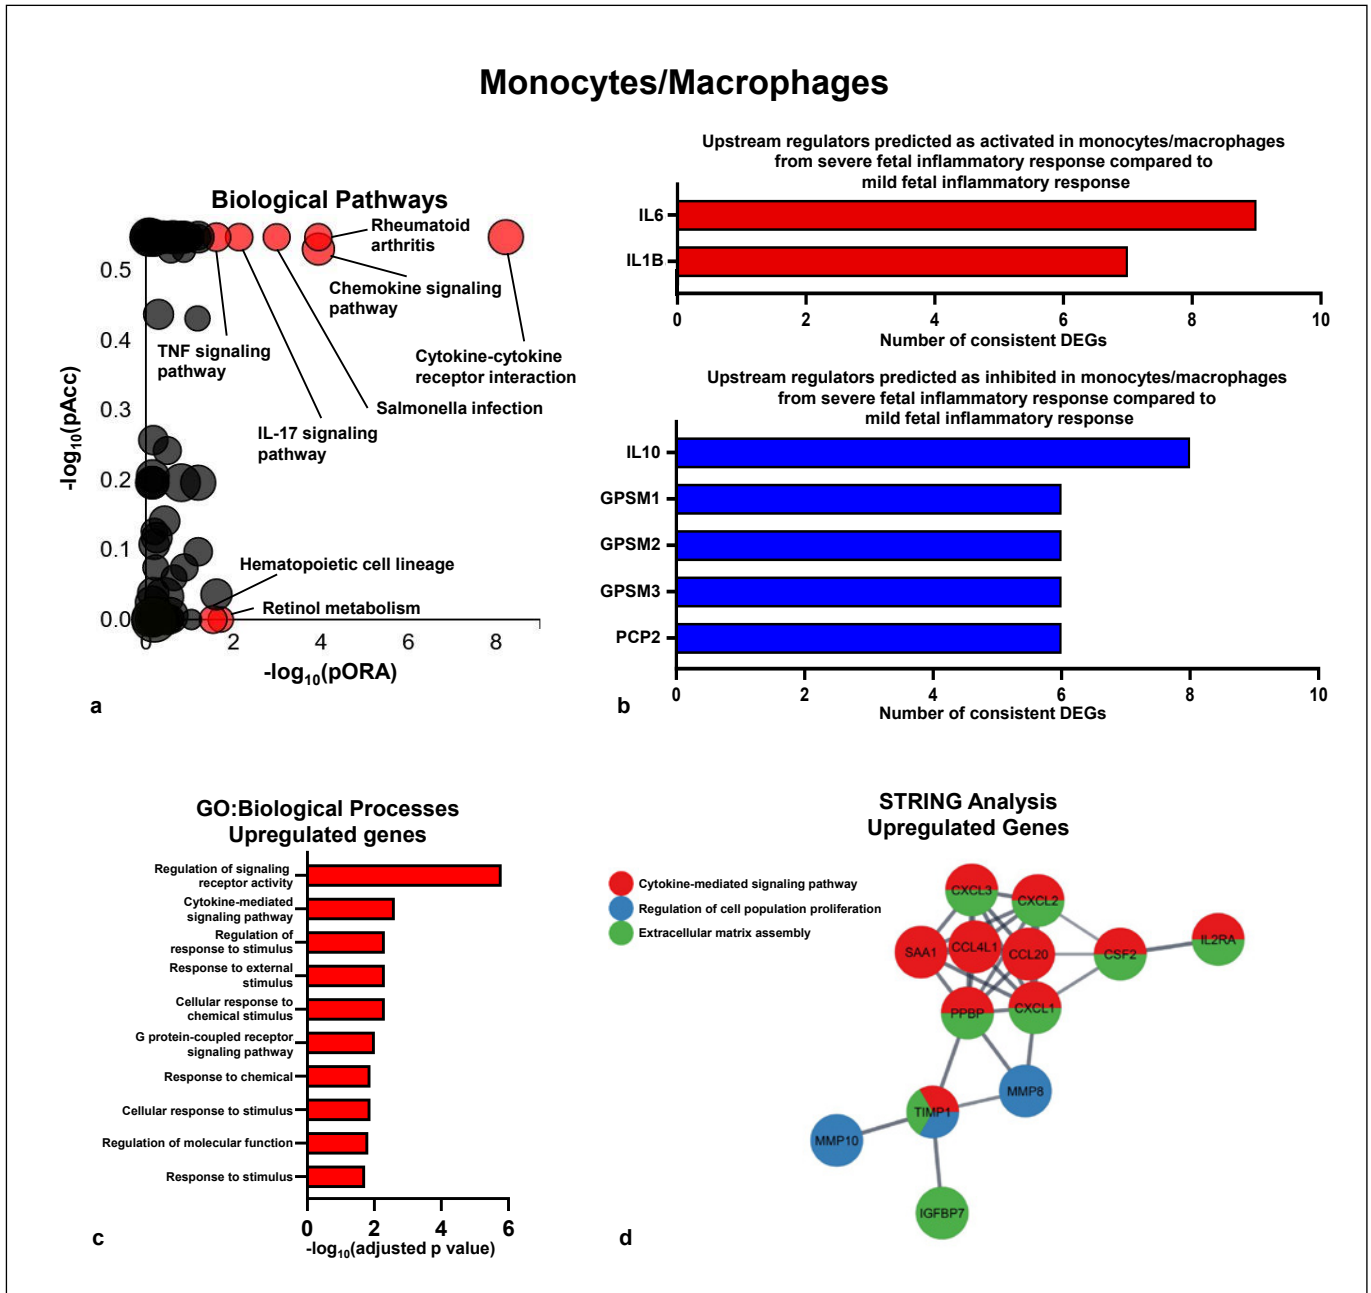 Monocytes/Macrophages
Biological Pathways
Rheumatoid
arthritis
Chemokine signaling
pathway
TNF signaling
pathway
Cytokine-cytokine
receptor interaction
Salmonella infection
IL-17 signaling
pathway
Hematopoietic cell lineage
Retinol metabolism
0.5
0.4
0.3
0.2
0.1
0.0
-log10(pAcc)
0 2 4 6 8
-log10(pORA)
a
Upstream regulators predicted as activated in monocytes/macrophages
from severe fetal inflammatory response compared to
mild fetal inflammatory response
IL6
IL1B
0 2 4 6 8 10
Number of consistent DEGs
Upstream regulators predicted as inhibited in monocytes/macrophages
from severe fetal inflammatory response compared to
mild fetal inflammatory response
IL10
GPSM1
GPSM2
GPSM3
PCP2
0 2 4 6 8 10
Number of consistent DEGs
b
GO:Biological Processes
Upregulated genes
Regulation of signaling
receptor activity
Cytokine-mediated
signaling pathway
Regulation of
response to stimulus
Response to external
stimulus
Cellular response to
chemical stimulus
G protein-coupled receptor
signaling pathway
Response to chemical
Cellular response to stimulus
Regulation of molecular function
Response to stimulus
0 2 4 6
-log10(adjusted p value)
c
STRING Analysis
Upregulated Genes
Cytokine-mediated signaling pathway
Regulation of cell population proliferation
Extracellular matrix assembly
CXCL3
CXCL2
SAA1
CCL4L1
CCL20
CSF2
IL2RA
PPBP
CXCL1
MMP8
TIMP1
MMP10
IGFBP7
d